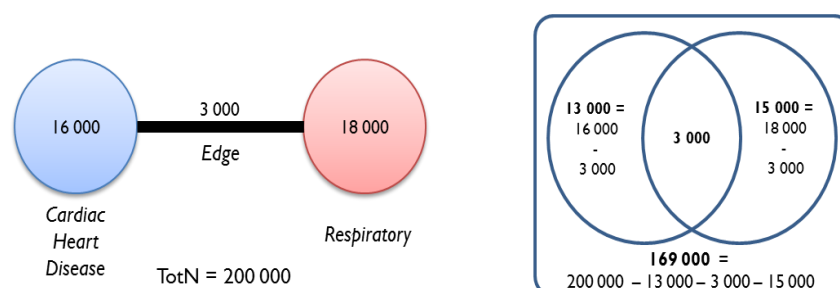 16 000
3 000
Edge
18 000
Cardiac
Heart
Disease
Respiratory
TotN = 200 000
13 000 =
16 000
-
3 000
3 000
15 000 =
18 000
-
3 000
169 000 =
200 000 – 13 000 – 3 000 – 15 000